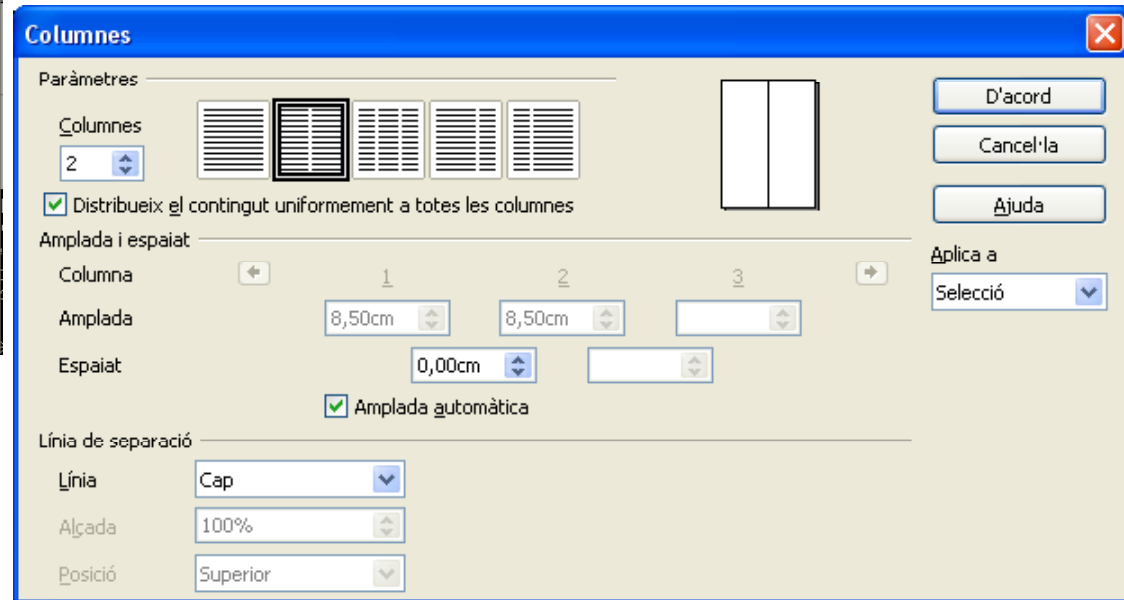 Columnes
Paràmetres
Columnes
2
Distribueix el contingut uniformement a totes les columnes
D'acord
Cancel·la
Ajuda
Amplada i espaiat
Aplica a
Selecció
Columna 1 2 3
Amplada 8,50cm 8,50cm
Espaiat 0,00cm
Amplada automàtica
Línia de separació
Línia Cap
Alçada 100%
Posició Superior